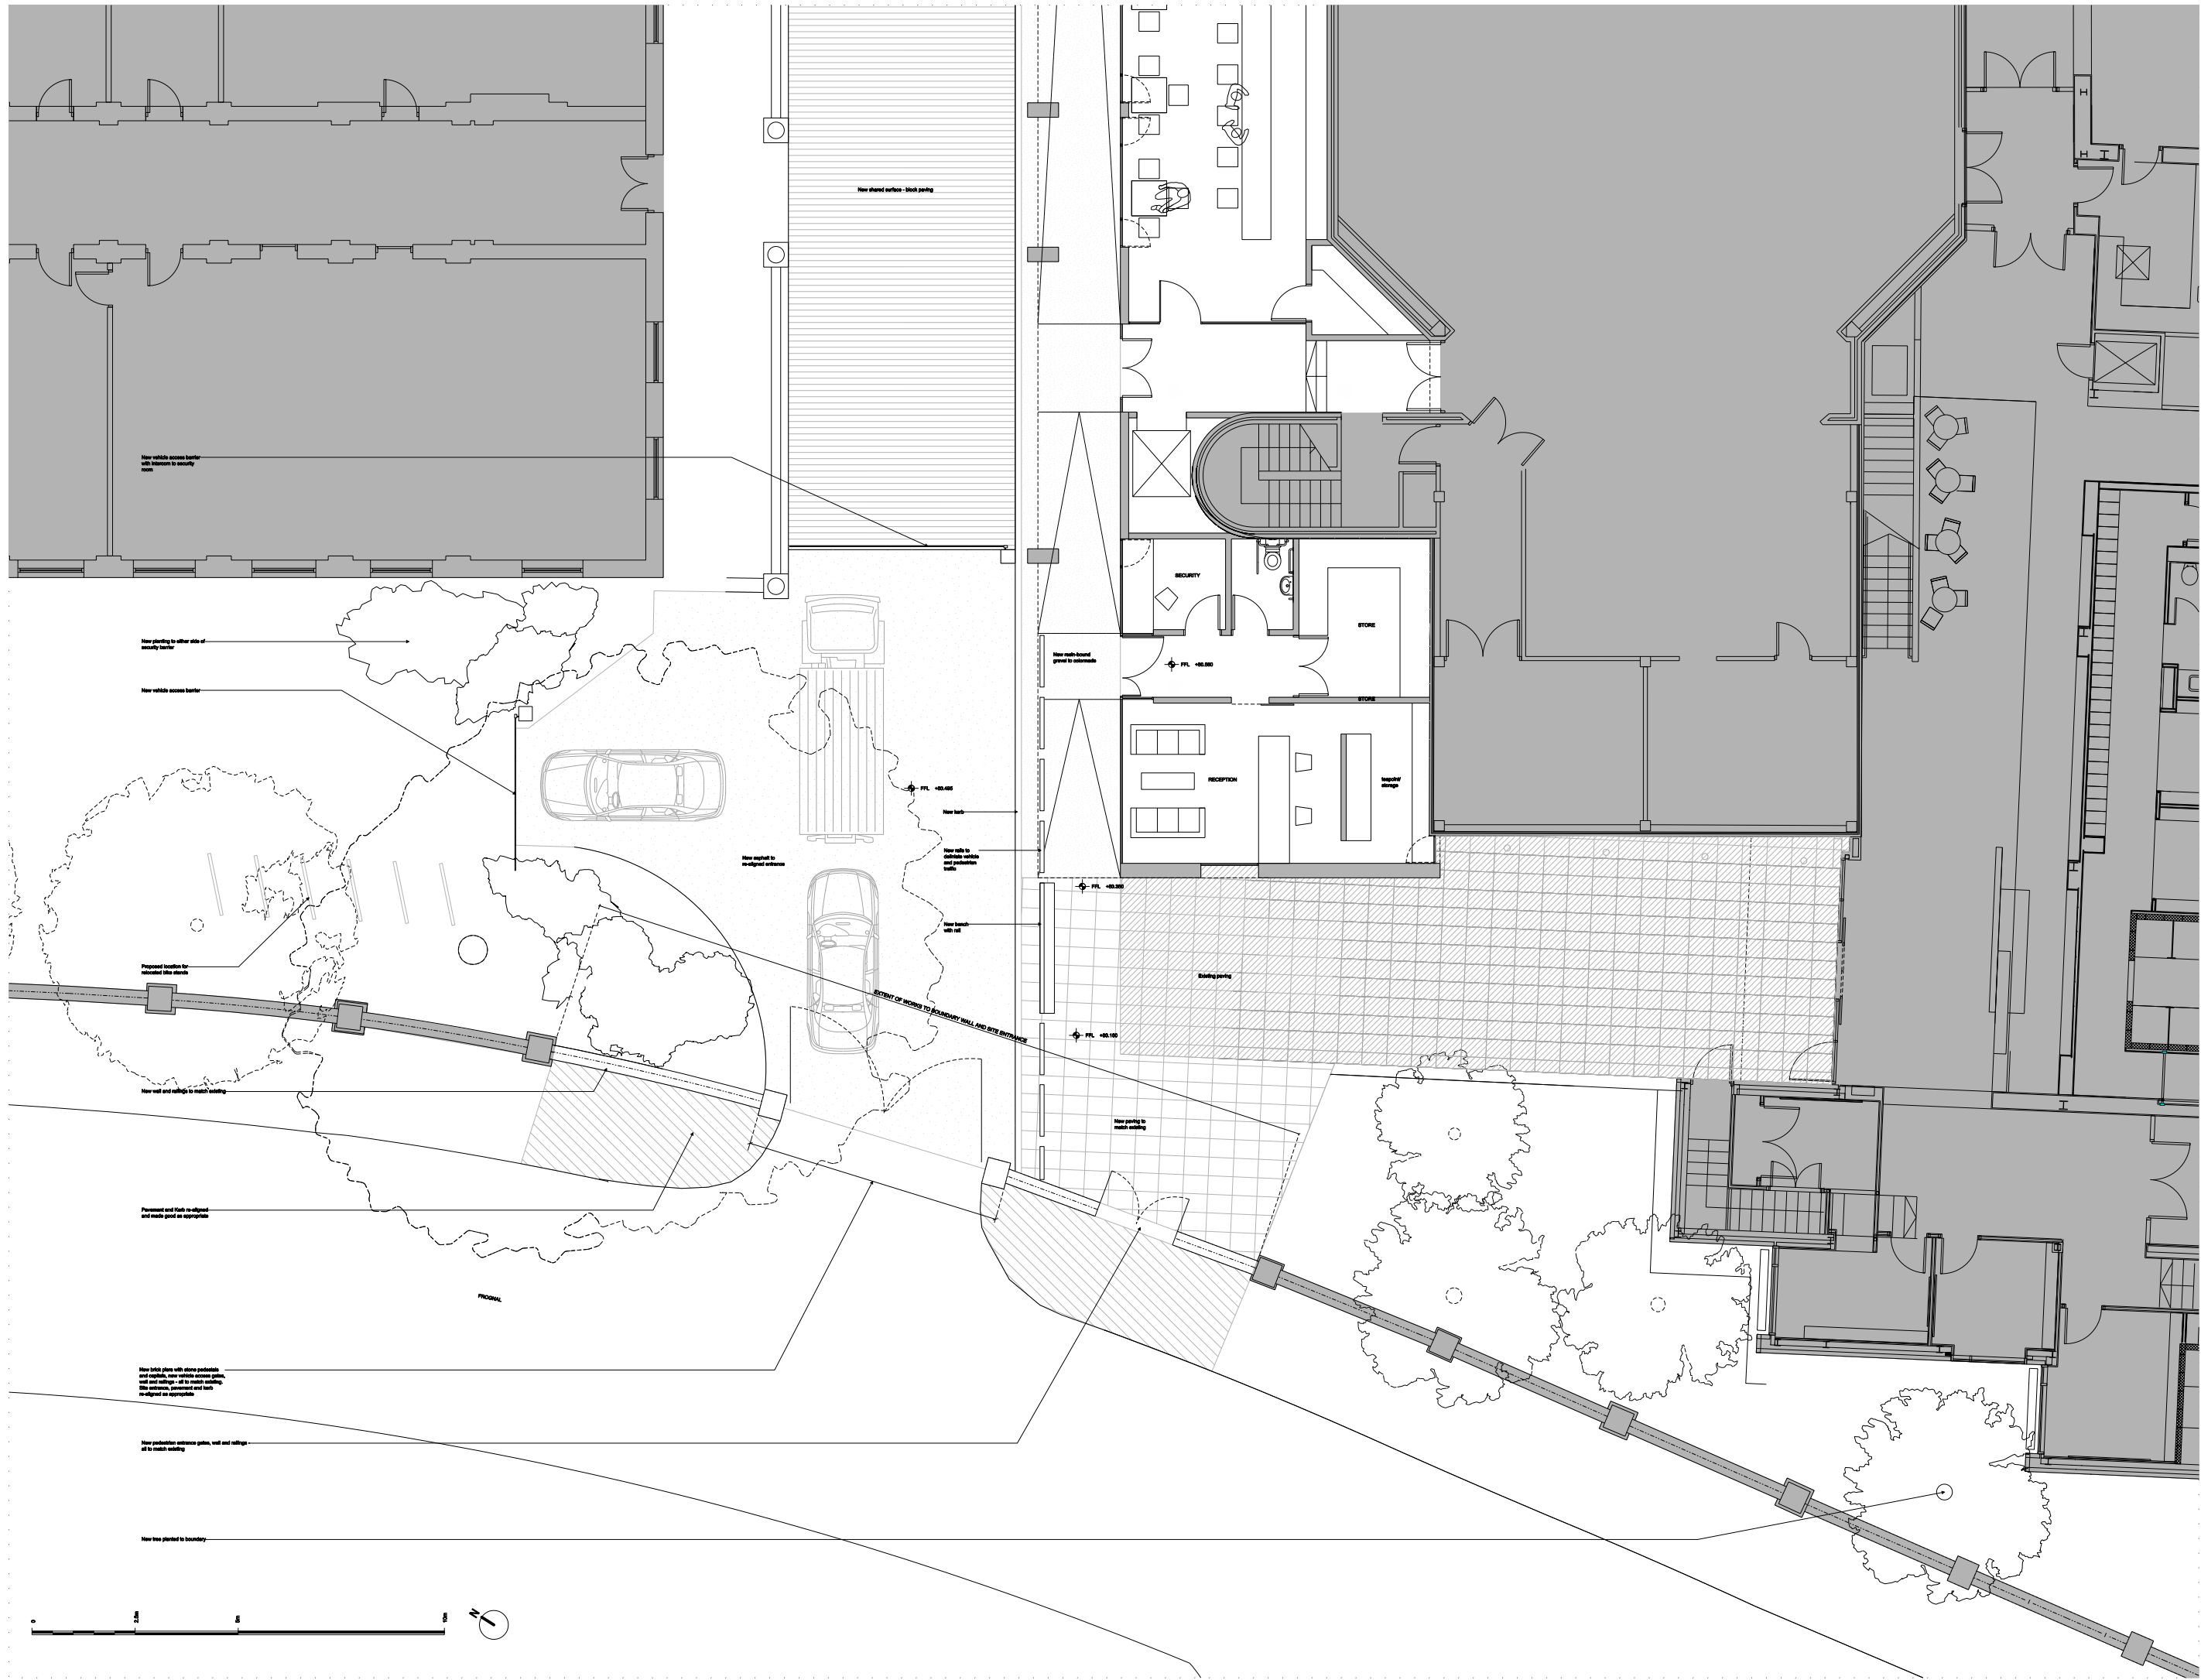 New shared surface - block paving
New vehicle access barrier
with intercom to security
room
SECURITY
STORE
New planting to either side of
security barrier
New resin-bound
gravel to colonnade
FFL +80.550
New vehicle access barrier
STORE
RECEPTION
teapoint/
storage
FFL +80.495
New kerb
New asphalt to
re-aligned entrance
New rails to
delintate vehicle
and pedestrian
traffic
FFL
New bench
with rail
Proposed location for
relocated bike stands
Existing paving
EXTENT OF WORKS TO BOUNDARY WALL AND SITE ENTRANCE
FFL
New wall and railings to match existing
New paving to
match existing
Pavement and Kerb re-aligned
and made good as appropriate
FROGNAL
New brick piers with stone pedestals
and capitals, new vehicle access gates,
wall and railings - all to match existing.
Site entrance, pavement and kerb
re-aligned as appropriate
New pedestrian entrance gates, wall and railings -
all to match existing
New tree planted to boundary
0 2.5m 5m 10m
N